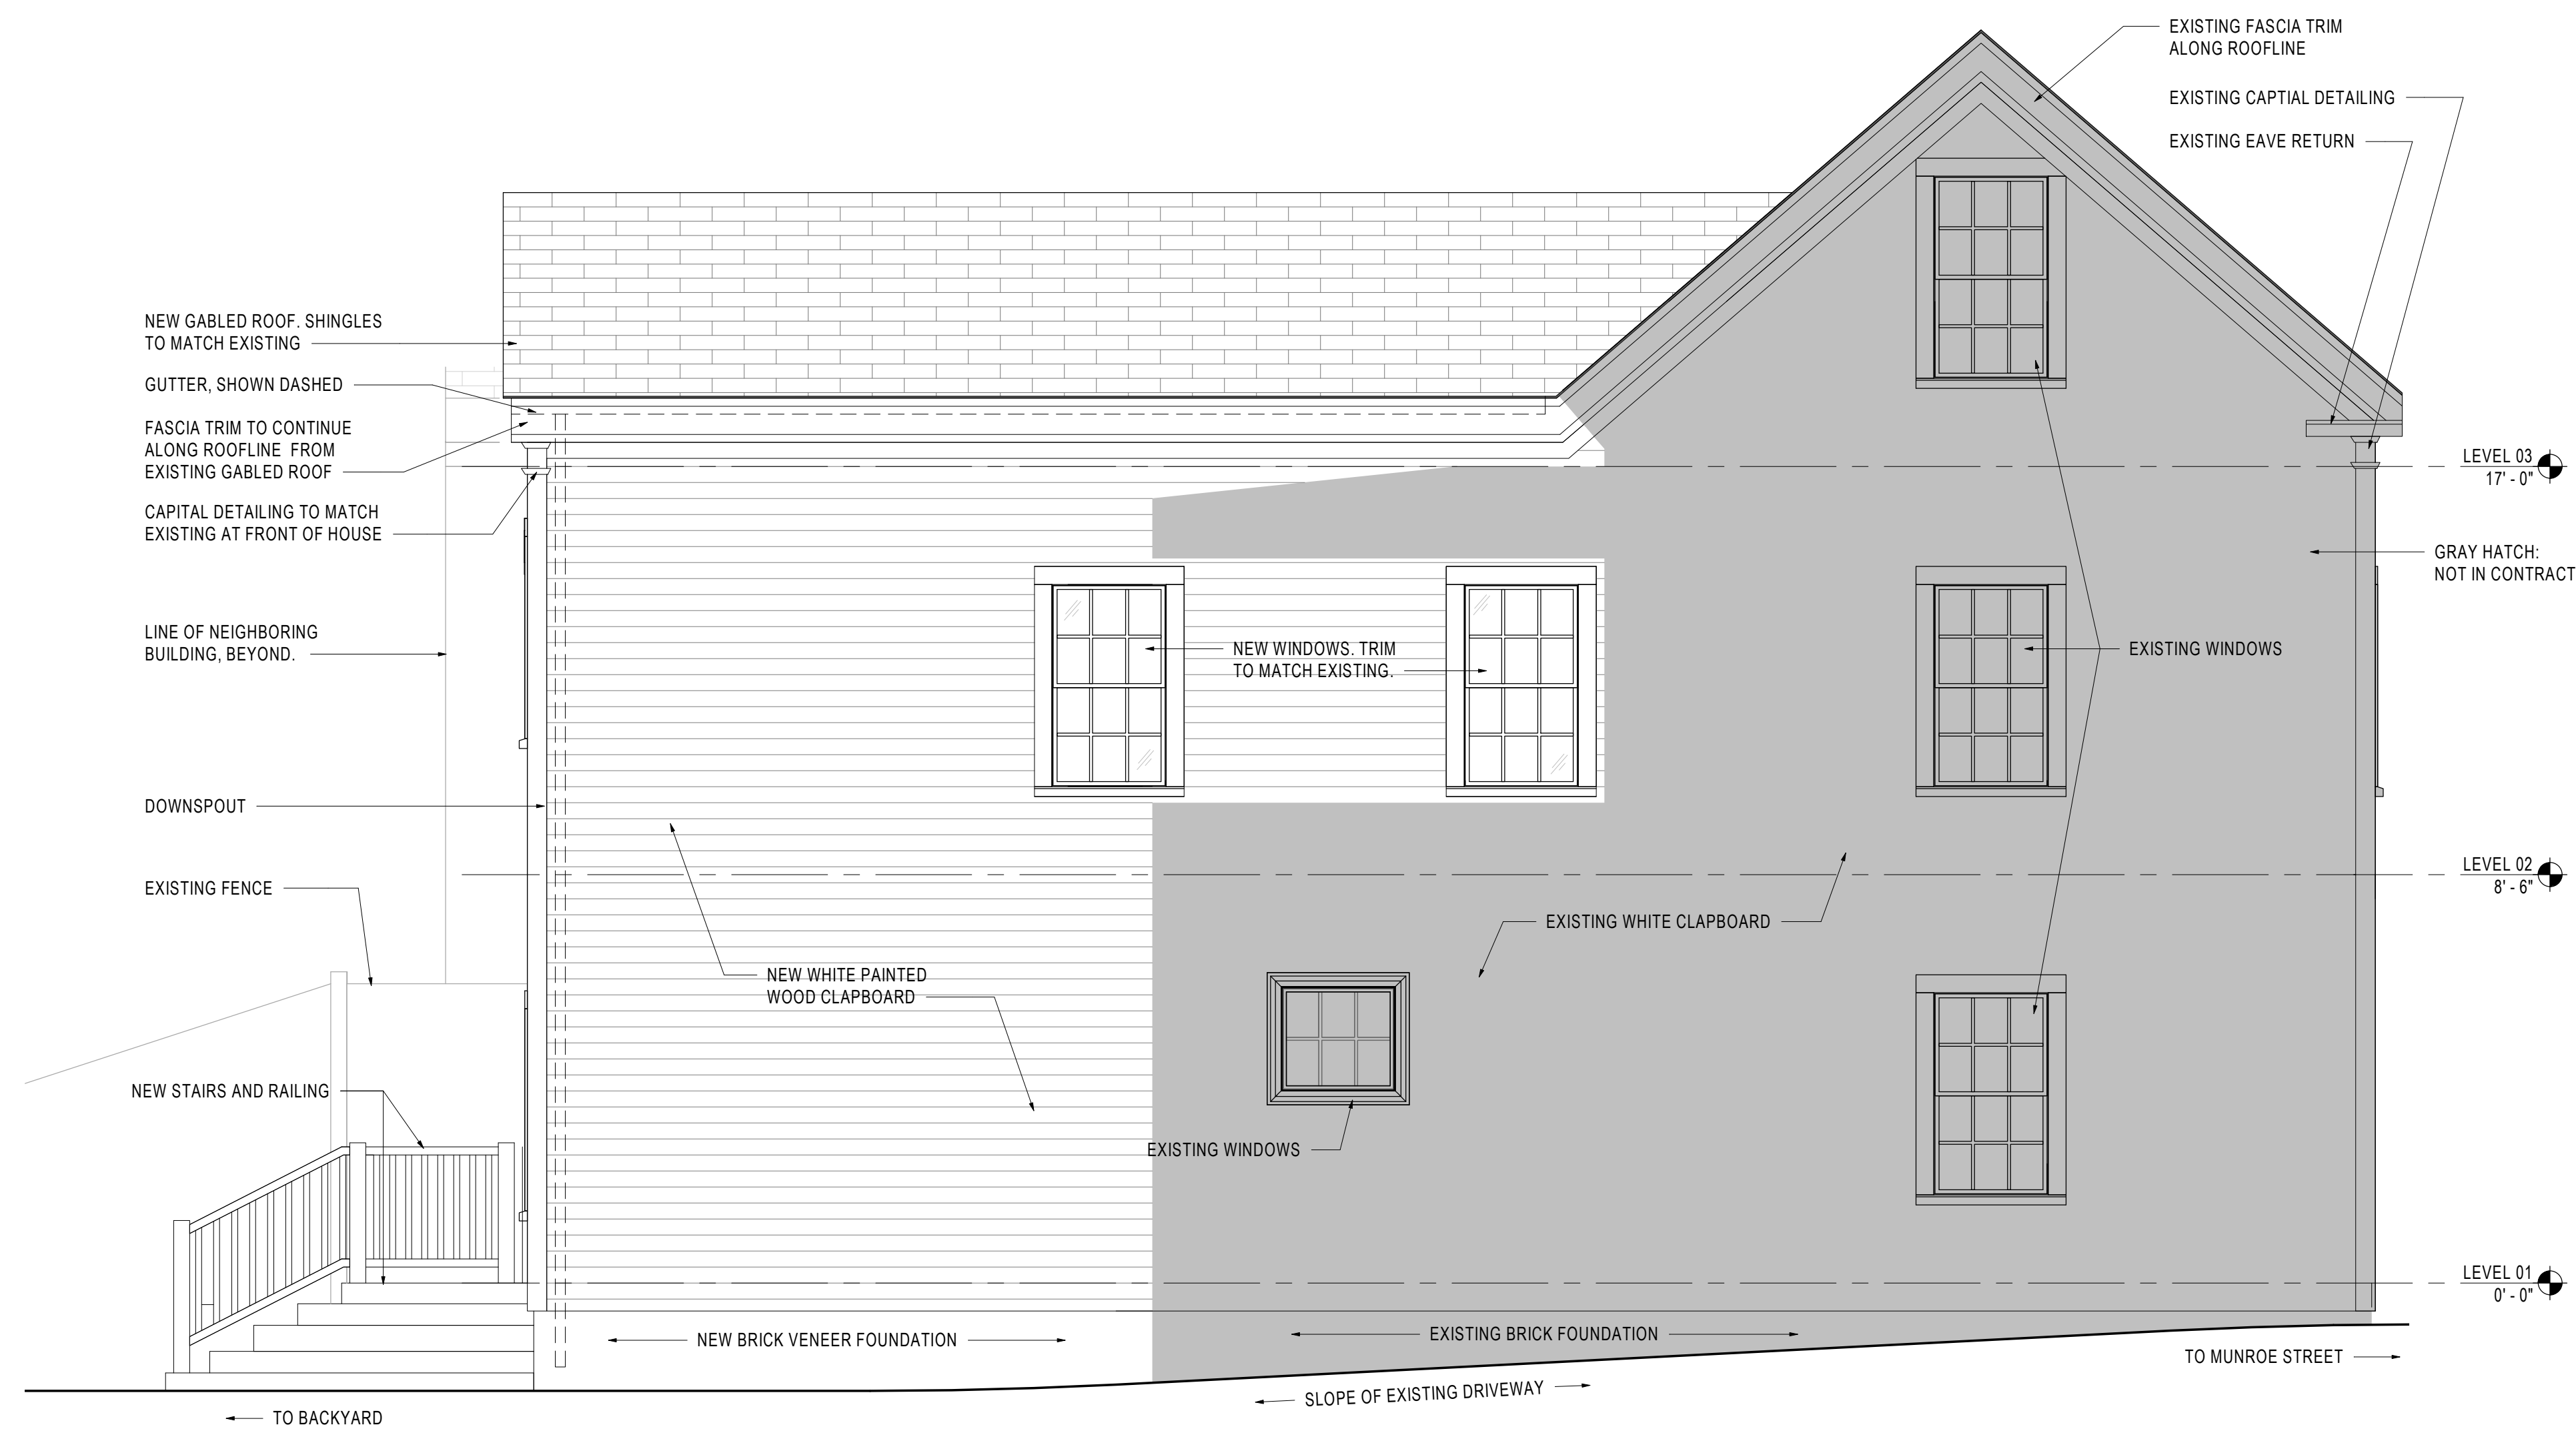 EXISTING FASCIA TRIM
ALONG ROOFLINE
EXISTING CAPTIAL DETAILING
EXISTING EAVE RETURN
NEW GABLED ROOF. SHINGLES
TO MATCH EXISTING
GUTTER, SHOWN DASHED
FASCIA TRIM TO CONTINUE
ALONG ROOFLINE FROM
EXISTING GABLED ROOF
CAPITAL DETAILING TO MATCH
EXISTING AT FRONT OF HOUSE
LEVEL 03
17' - 0"
GRAY HATCH:
NOT IN CONTRACT
LINE OF NEIGHBORING
BUILDING, BEYOND.
NEW WINDOWS. TRIM
TO MATCH EXISTING.
EXISTING WINDOWS
DOWNSPOUT
LEVEL 02
8' - 6"
EXISTING FENCE
EXISTING WHITE CLAPBOARD
NEW WHITE PAINTED
WOOD CLAPBOARD
NEW STAIRS AND RAILING
EXISTING WINDOWS
LEVEL 01
0' - 0"
NEW BRICK VENEER FOUNDATION
EXISTING BRICK FOUNDATION
TO MUNROE STREET
SLOPE OF EXISTING DRIVEWAY
TO BACKYARD